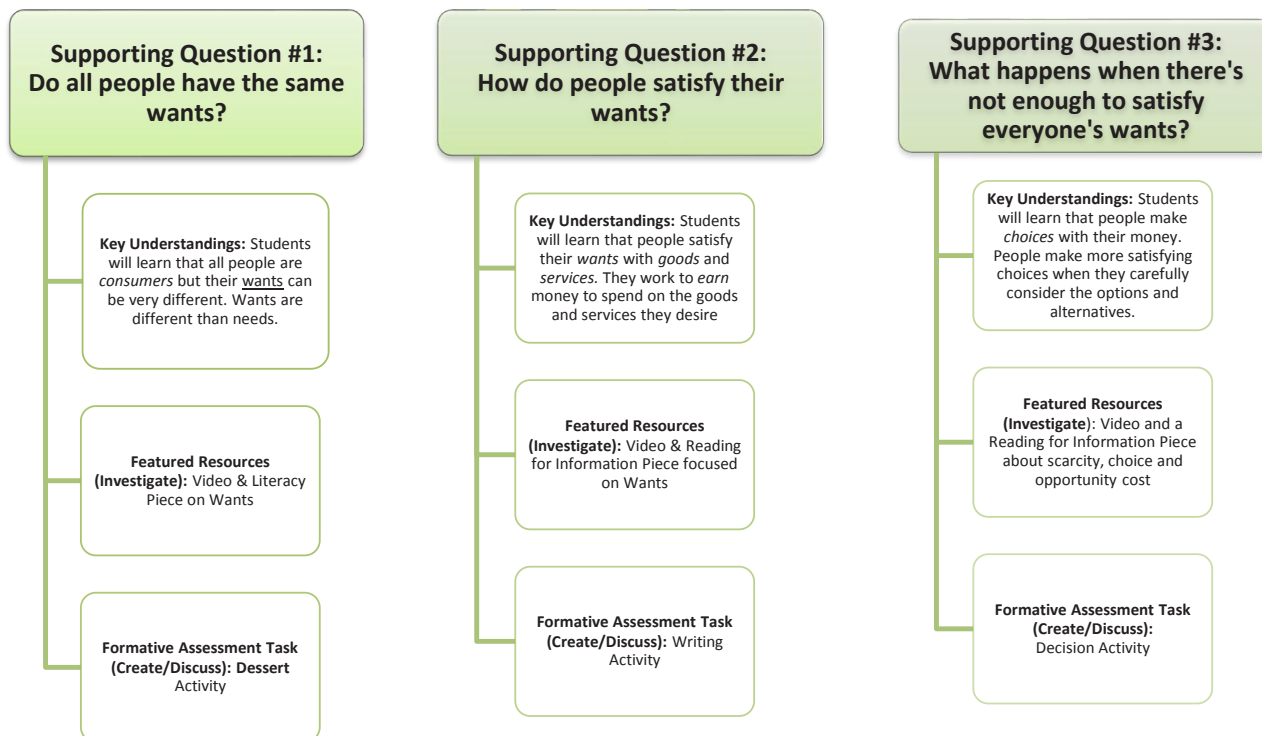 Supporting Question #1:
Do all people have the same
wants?
Key Understandings: Students
will learn that all people are
consumers but their wants can
be very different. Wants are
different than needs.
Featured Resources
(Investigate): Video & Literacy
Piece on Wants
Formative Assessment Task
(Create/Discuss): Dessert
Activity
Supporting Question #2:
How do people satisfy their
wants?
Key Understandings: Students
will learn that people satisfy
their wants with goods and
services. They work to earn
money to spend on the goods
and services they desire
Featured Resources
(Investigate): Video & Reading
for Information Piece focused
on Wants
Formative Assessment Task
(Create/Discuss): Writing
Activity
Supporting Question #3:
What happens when there's
not enough to satisfy
everyone's wants?
Key Understandings: Students
will learn that people make
choices with their money.
People make more satisfying
choices when they carefully
consider the options and
alternatives.
Featured Resources
(Investigate): Video and a
Reading for Information Piece
about scarcity, choice and
opportunity cost
Formative Assessment Task
(Create/Discuss):
Decision Activity